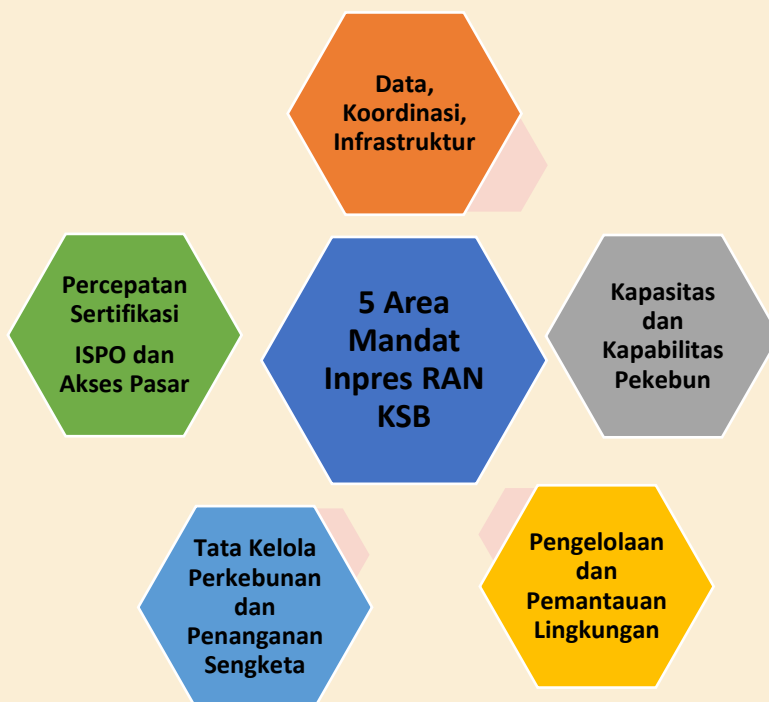 Data,
Koordinasi,
Infrastruktur
Percepatan
Sertifikasi
ISPO dan
Akses Pasar
5 Area
Mandat
Inpres RAN
KSB
Kapasitas
dan
Kapabilitas
Pekebun
Tata Kelola
Perkebunan
dan
Penanganan
Sengketa
Pengelolaan
dan
Pemantauan
Lingkungan